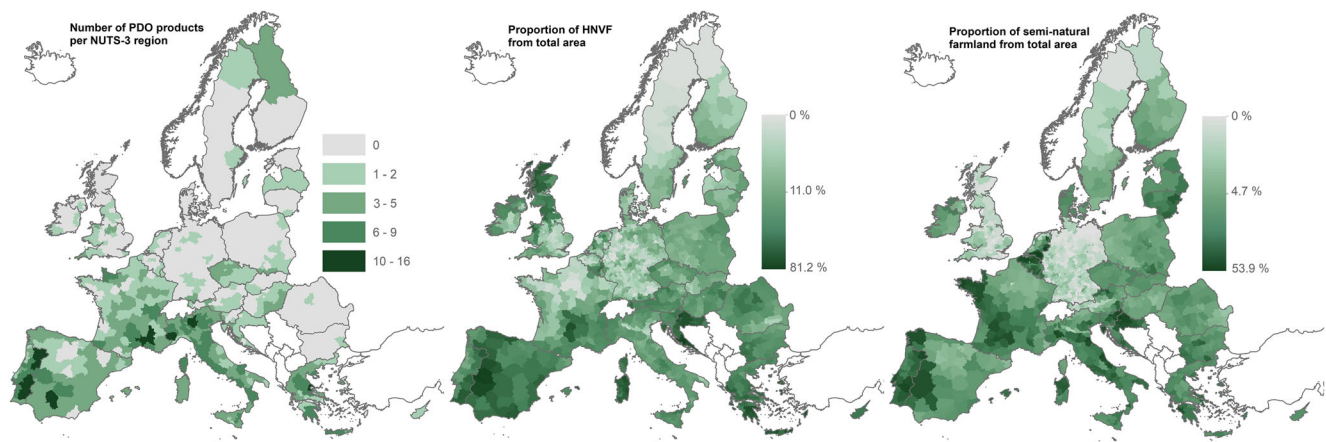 Number of PDO products
per NUTS-3 region
0
1 - 2
3 - 5
6 - 9
10 - 16
Proportion of HNVF
from total area
0 %
11.0 %
81.2 %
Proportion of semi-natural
farmland from total area
0 %
4.7 %
53.9 %